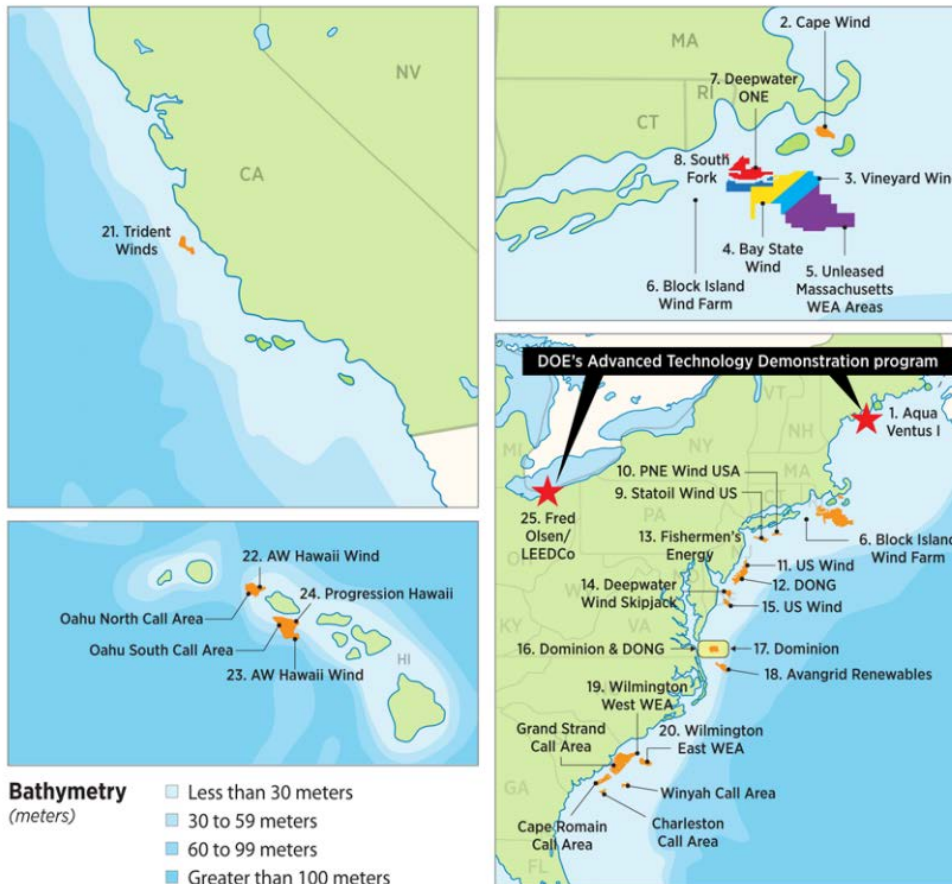 NV
CA
21. Trident
Winds
2. Cape Wind
MA
7. Deepwater
ONE
RI
CT
8. South
Fork
3. Vineyard Win
4. Bay State
Wind
5. Unleased
Massachusetts
WEA Areas
6. Block Island
Wind Farm
DOE's Advanced Technology Demonstration program
VT
NH
1. Aqua
Ventus I
MI
NY
MA
CT
10. PNE Wind USA
9. Statoil Wind US
PA
25. Fred
Olsen/
LEEDCo
13. Fishermen's
Energy
NJ
6. Block Island
Wind Farm
11. US Wind
12. DONG
OH
14. Deepwater
Wind Skipjack
15. US Wind
KY
VA
16. Dominion & DONG
17. Dominion
18. Avangrid Renewables
19. Wilmington
West WEA
20. Wilmington
East WEA
Grand Strand
Call Area
GA
Winyah Call Area
Cape Romain
Call Area
Charleston
Call Area
FL
22. AW Hawaii Wind
24. Progression Hawaii
Oahu North Call Area
Oahu South Call Area
HI
23. AW Hawaii Wind
Bathymetry
(meters)
Less than 30 meters
30 to 59 meters
60 to 99 meters
Greater than 100 meters